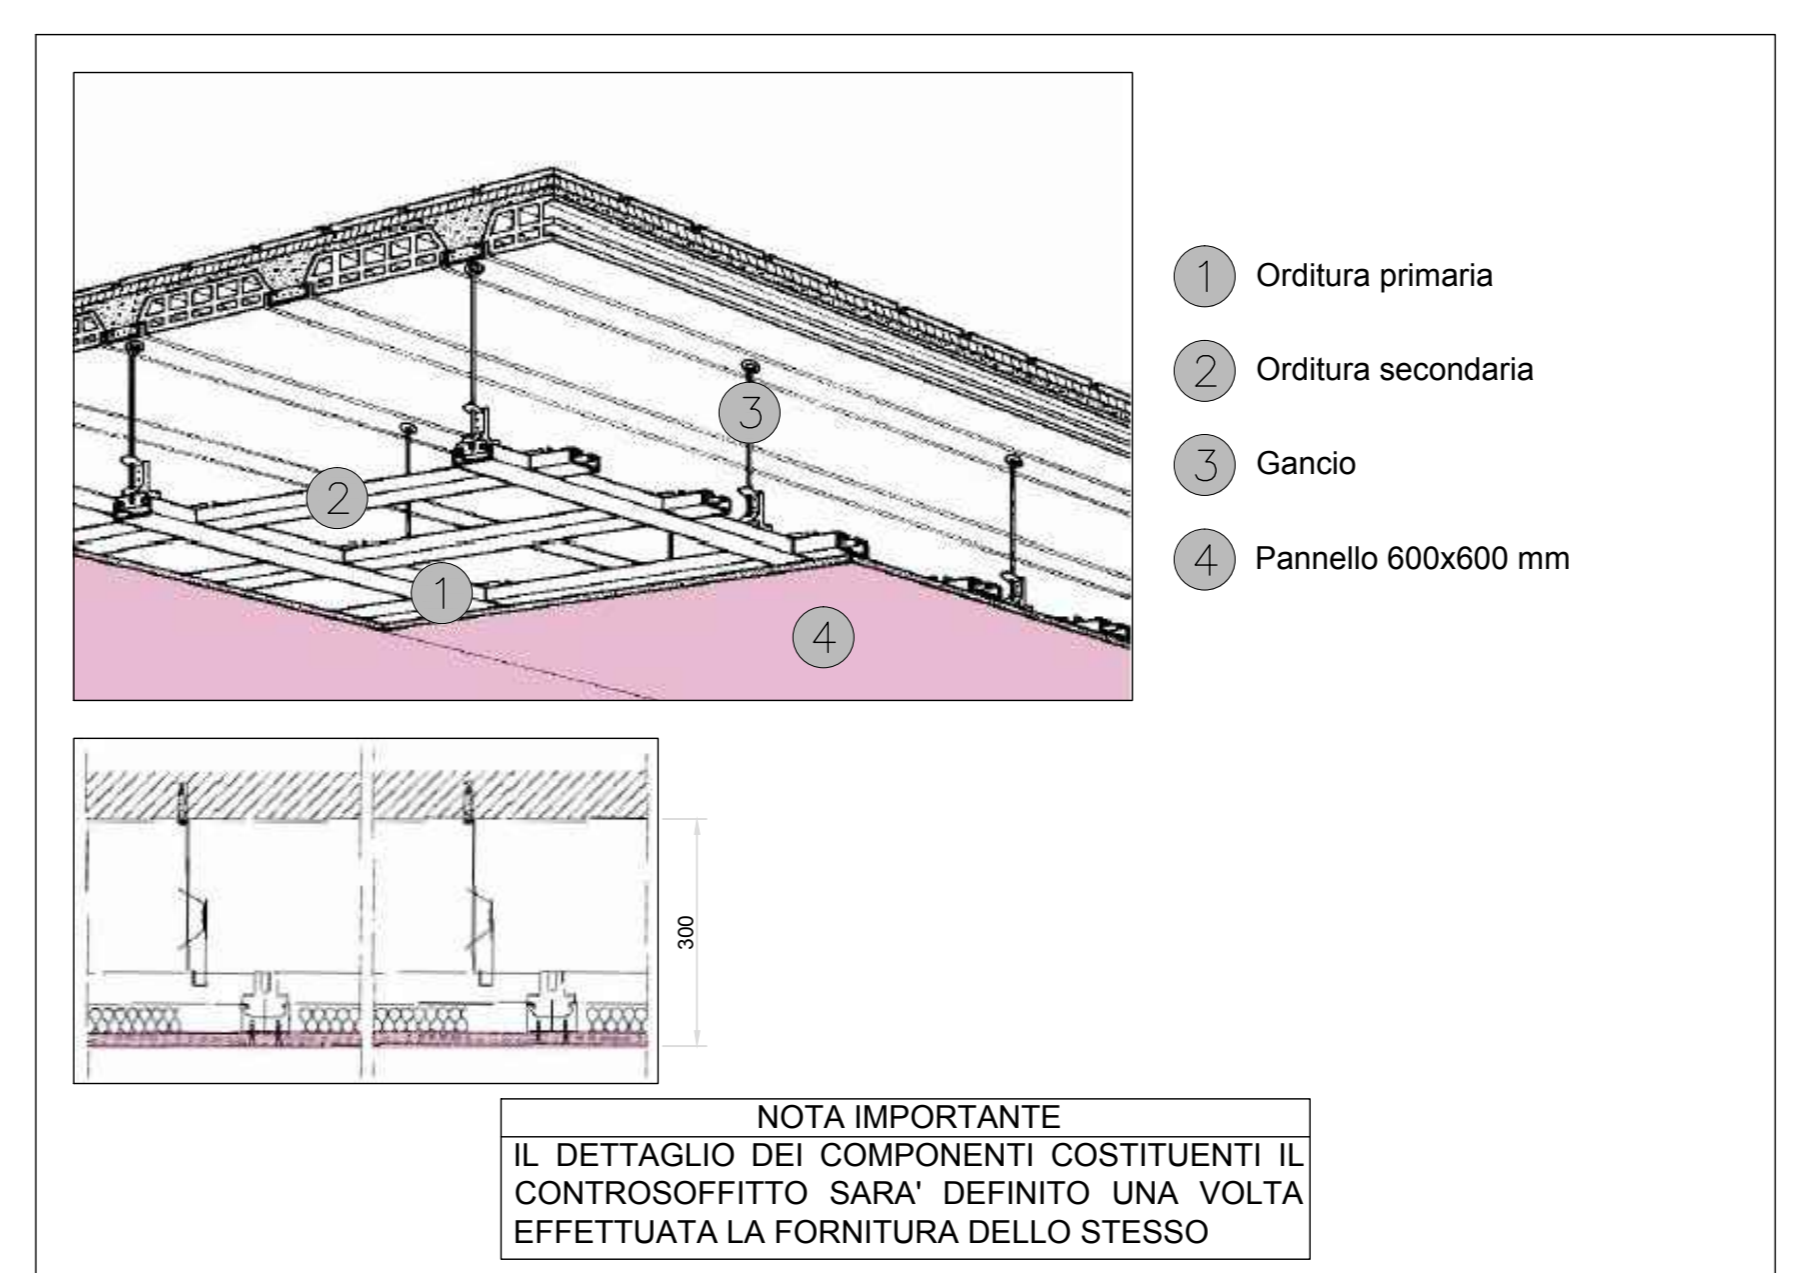 1 Orditura primaria
2 Orditura secondaria
3 Gancio
4 Pannello 600x600 mm
3
2
1
4
300
NOTA IMPORTANTE
IL DETTAGLIO DEI COMPONENTI COSTITUENTI IL
CONTROSOFFITTO SARA' DEFINITO UNA VOLTA
EFFETTUATA LA FORNITURA DELLO STESSO